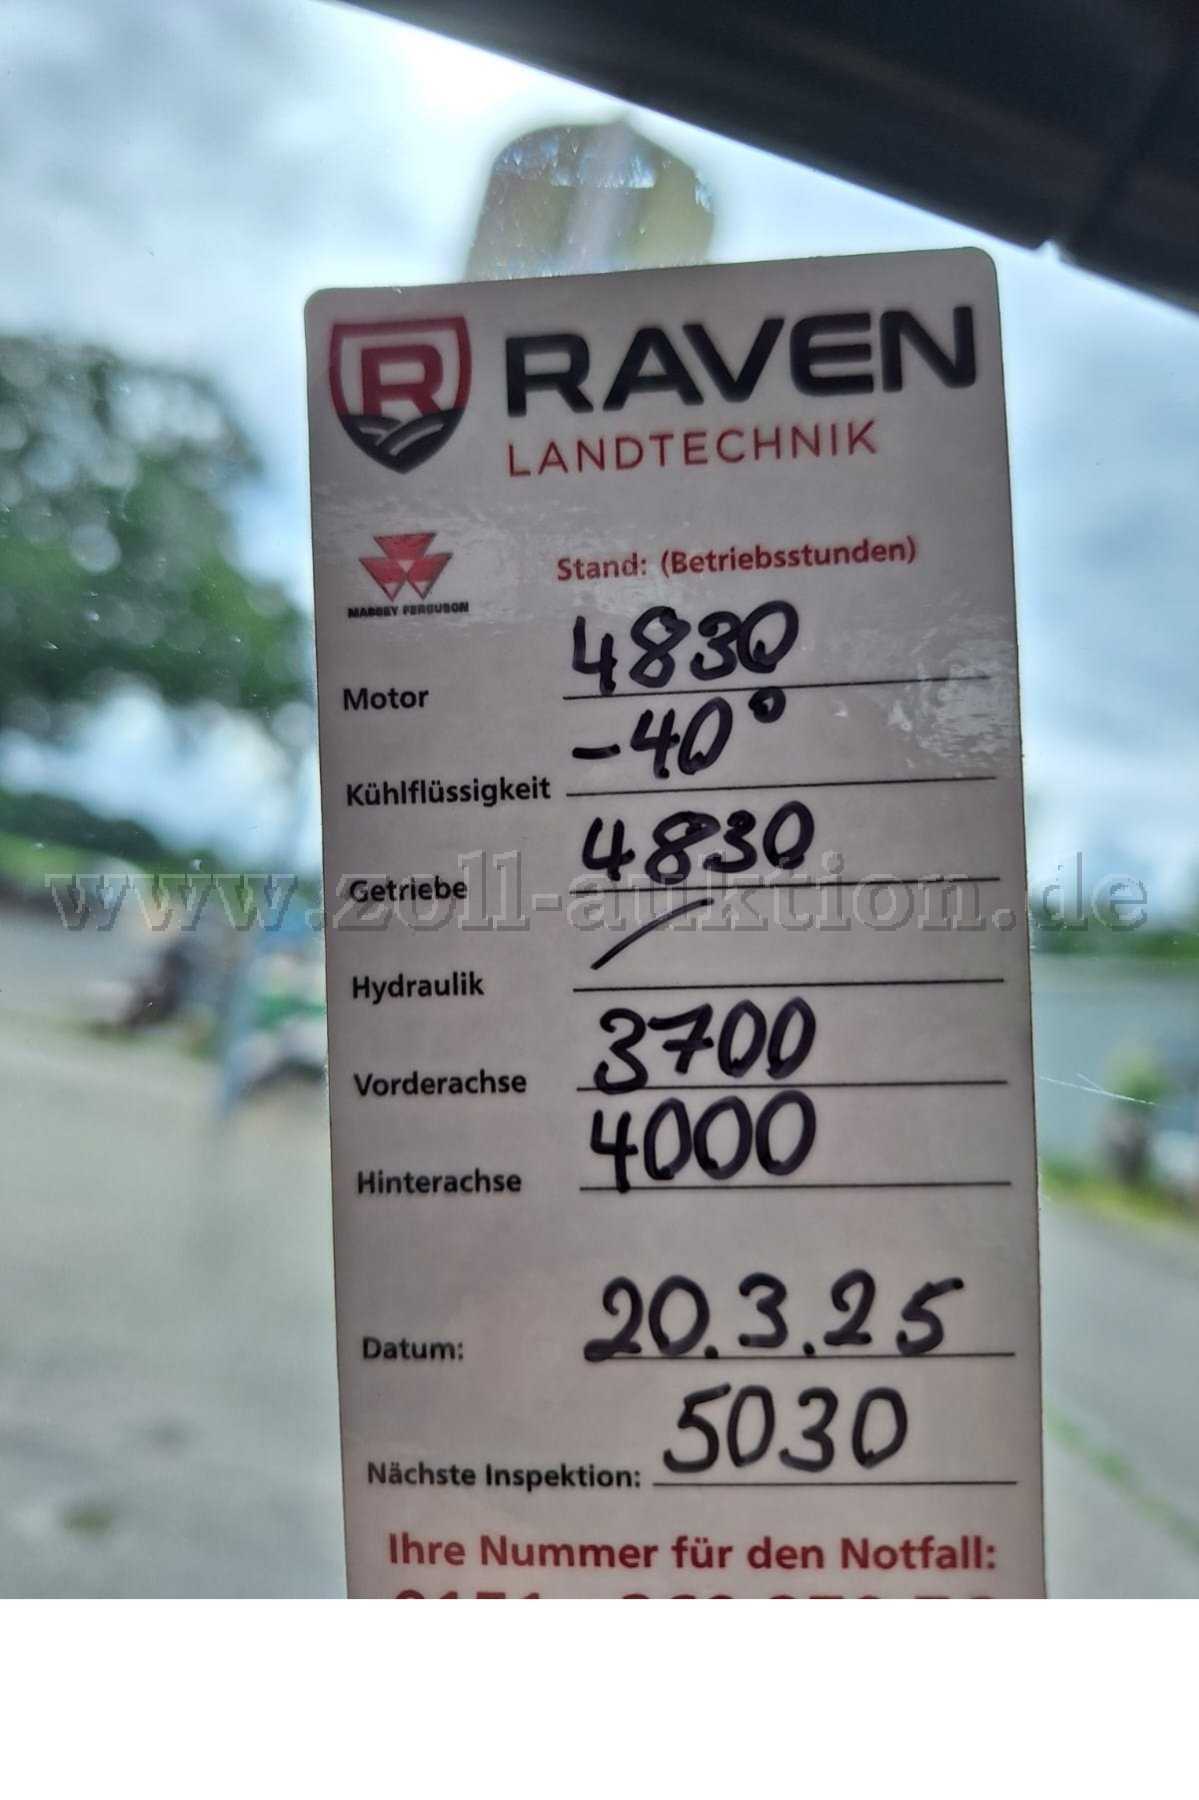 R RAVEN
LANDTECHNIK
MASSEY FERGUSON
Stand: (Betriebsstunden)
Motor 4830
Kühlflüssigkeit -40°
Getriebe 4830
www.zoll-auktion.de
Hydraulik
Vorderachse 3700
Hinterachse 4000
Datum: 20.3.25
Nächste Inspektion: 5030
Ihre Nummer für den Notfall: